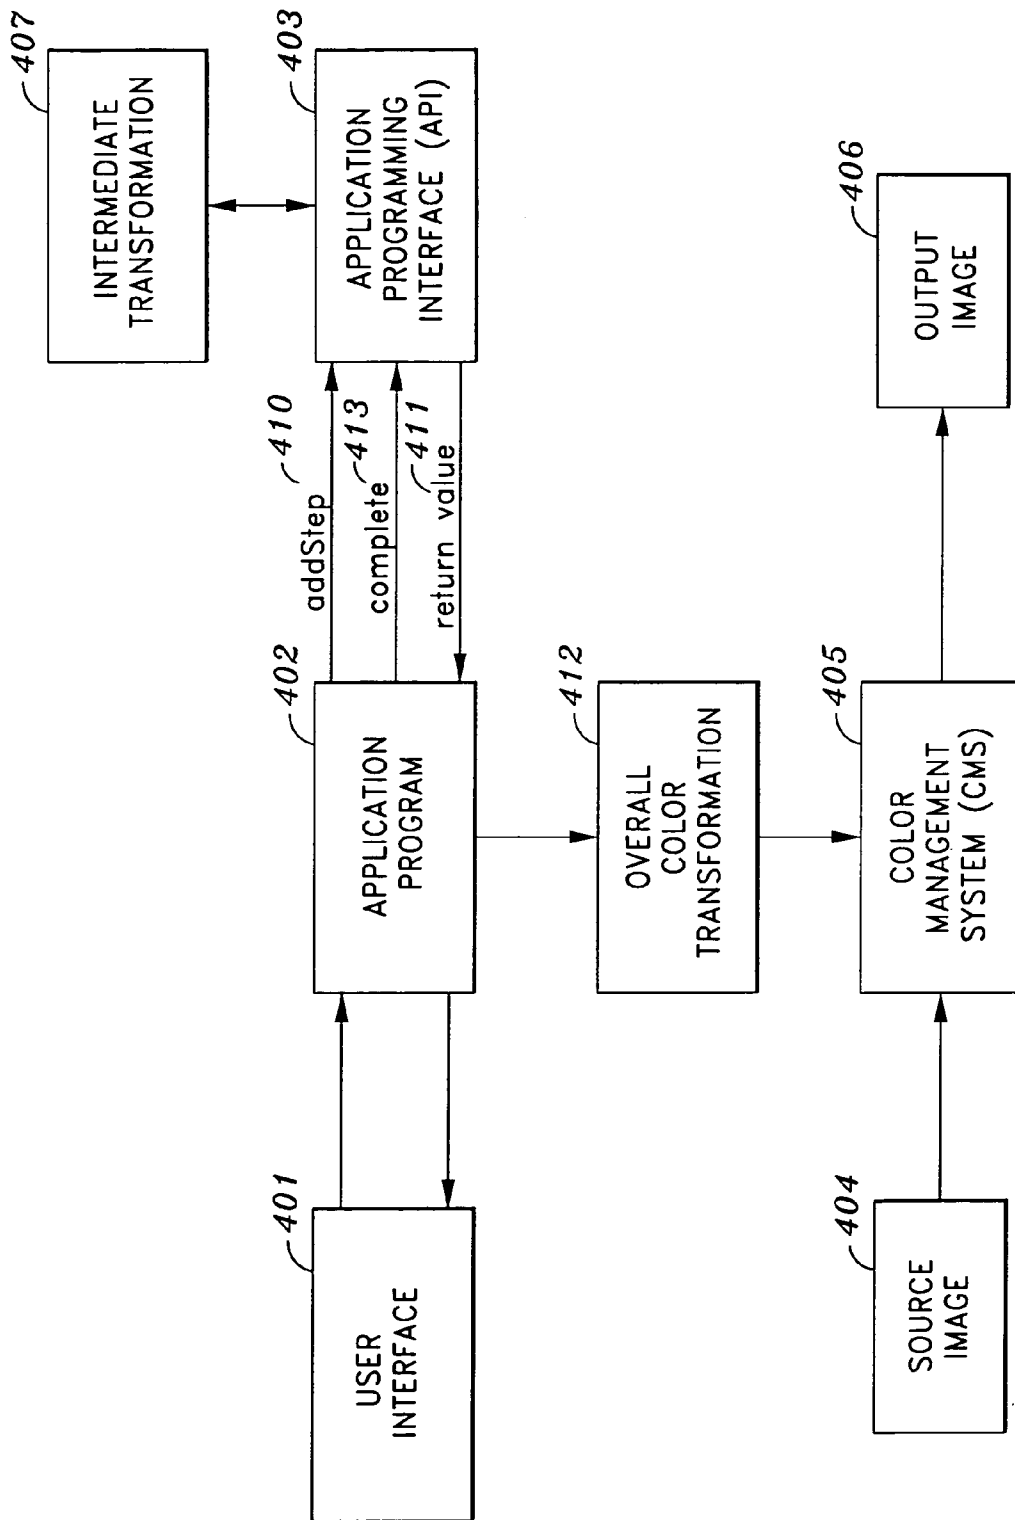 407
INTERMEDIATE
TRANSFORMATION
403
APPLICATION
PROGRAMMING
INTERFACE (API)
410
addStep
413
complete
411
return value
402
APPLICATION
PROGRAM
401
USER
INTERFACE
412
OVERALL
COLOR
TRANSFORMATION
404
SOURCE
IMAGE
405
COLOR
MANAGEMENT
SYSTEM (CMS)
406
OUTPUT
IMAGE